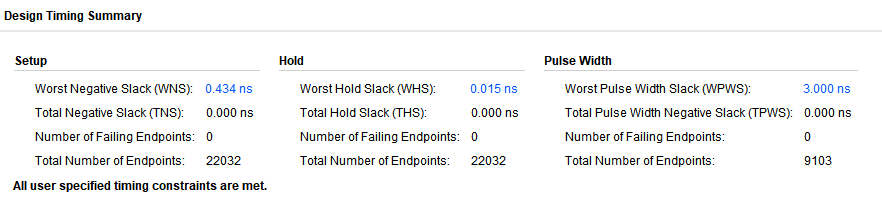 Design Timing Summary
Setup Hold Pulse Width
Worst Negative Slack (WNS): 0.434 ns Worst Hold Slack (WHS): 0.015 ns Worst Pulse Width Slack (WPWS): 3.000 ns
Total Negative Slack (TNS): 0.000 ns Total Hold Slack (THS): 0.000 ns Total Pulse Width Negative Slack (TPWS): 0.000 ns
Number of Failing Endpoints: 0 Number of Failing Endpoints: 0 Number of Failing Endpoints: 0
Total Number of Endpoints: 22032 Total Number of Endpoints: 22032 Total Number of Endpoints: 9103
All user specified timing constraints are met.